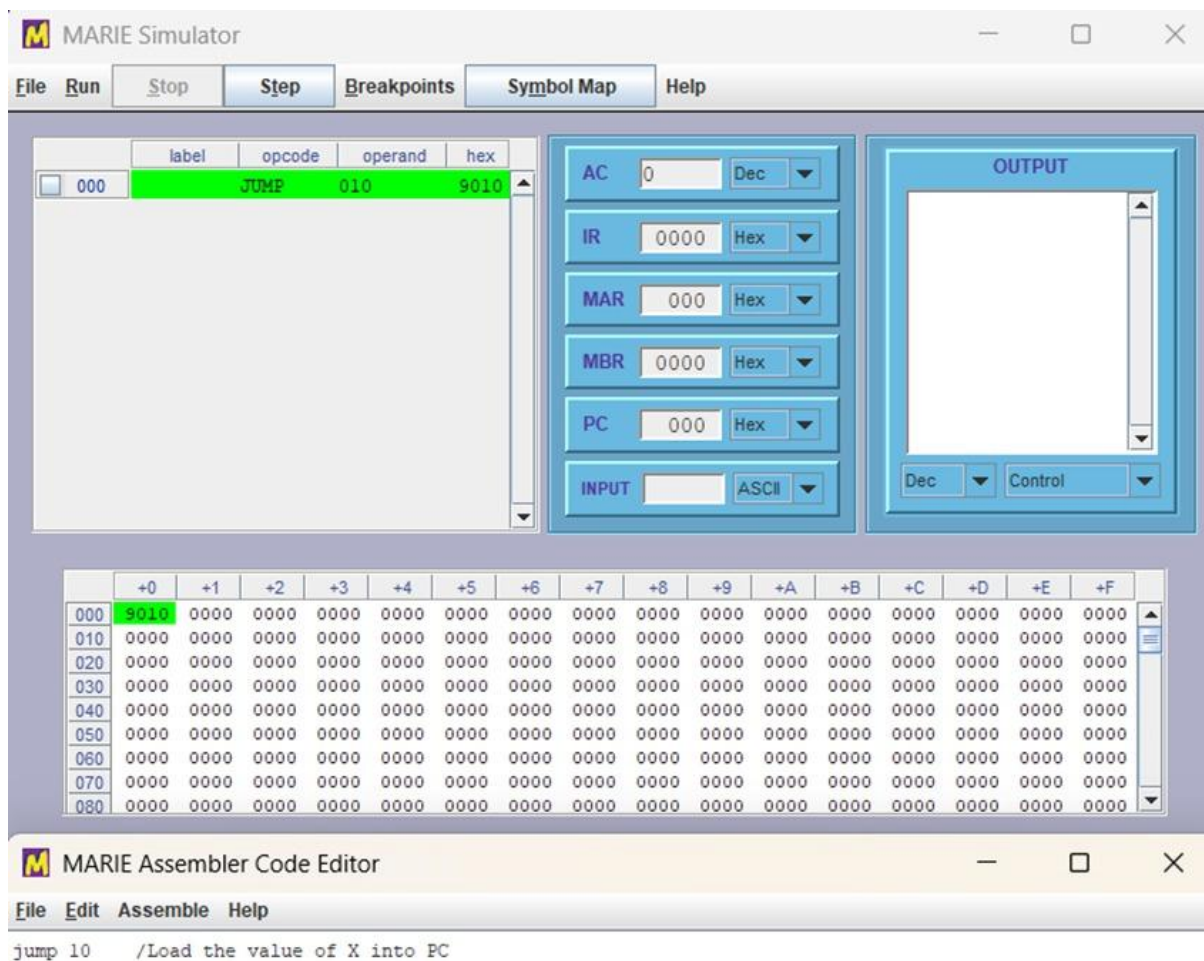 MARIE Simulator
File Run Stop Step Breakpoints Symbol Map Help
label opcode operand hex
000 JUMP 010 9010
AC 0 Dec
IR 0000 Hex
MAR 000 Hex
MBR 0000 Hex
PC 000 Hex
INPUT ASCII
OUTPUT
Dec Control
+0 +1 +2 +3 +4 +5 +6 +7 +8 +9 +A +B +C +D +E +F
000 9010 0000 0000 0000 0000 0000 0000 0000 0000 0000 0000 0000 0000 0000 0000 0000
010 0000 0000 0000 0000 0000 0000 0000 0000 0000 0000 0000 0000 0000 0000 0000 0000
020 0000 0000 0000 0000 0000 0000 0000 0000 0000 0000 0000 0000 0000 0000 0000 0000
030 0000 0000 0000 0000 0000 0000 0000 0000 0000 0000 0000 0000 0000 0000 0000 0000
040 0000 0000 0000 0000 0000 0000 0000 0000 0000 0000 0000 0000 0000 0000 0000 0000
050 0000 0000 0000 0000 0000 0000 0000 0000 0000 0000 0000 0000 0000 0000 0000 0000
060 0000 0000 0000 0000 0000 0000 0000 0000 0000 0000 0000 0000 0000 0000 0000 0000
070 0000 0000 0000 0000 0000 0000 0000 0000 0000 0000 0000 0000 0000 0000 0000 0000
080 0000 0000 0000 0000 0000 0000 0000 0000 0000 0000 0000 0000 0000 0000 0000 0000
MARIE Assembler Code Editor
File Edit Assemble Help
jump 10 /Load the value of X into PC